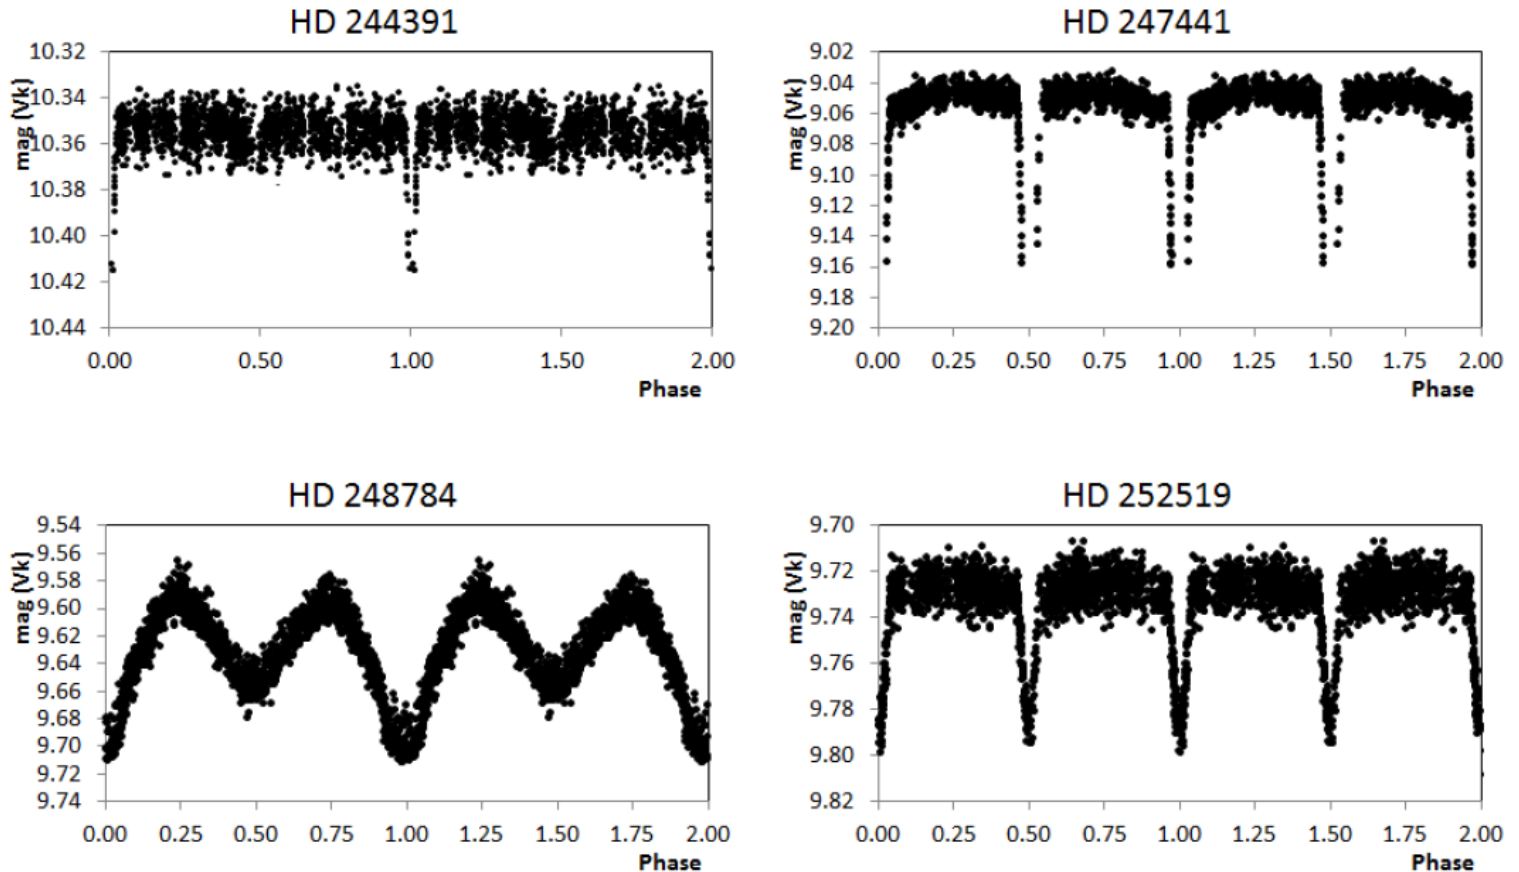 HD 244391
mag (Vk)
10.32
10.34
10.36
10.38
10.40
10.42
10.44
0.00 0.50 1.00 1.50 2.00
Phase
HD 247441
mag (Vk)
9.02
9.04
9.06
9.08
9.10
9.12
9.14
9.16
9.18
9.20
0.00 0.25 0.50 0.75 1.00 1.25 1.50 1.75 2.00
Phase
HD 248784
mag (Vk)
9.54
9.56
9.58
9.60
9.62
9.64
9.66
9.68
9.70
9.72
9.74
0.00 0.25 0.50 0.75 1.00 1.25 1.50 1.75 2.00
Phase
HD 252519
mag (Vk)
9.70
9.72
9.74
9.76
9.78
9.80
9.82
0.00 0.25 0.50 0.75 1.00 1.25 1.50 1.75 2.00
Phase